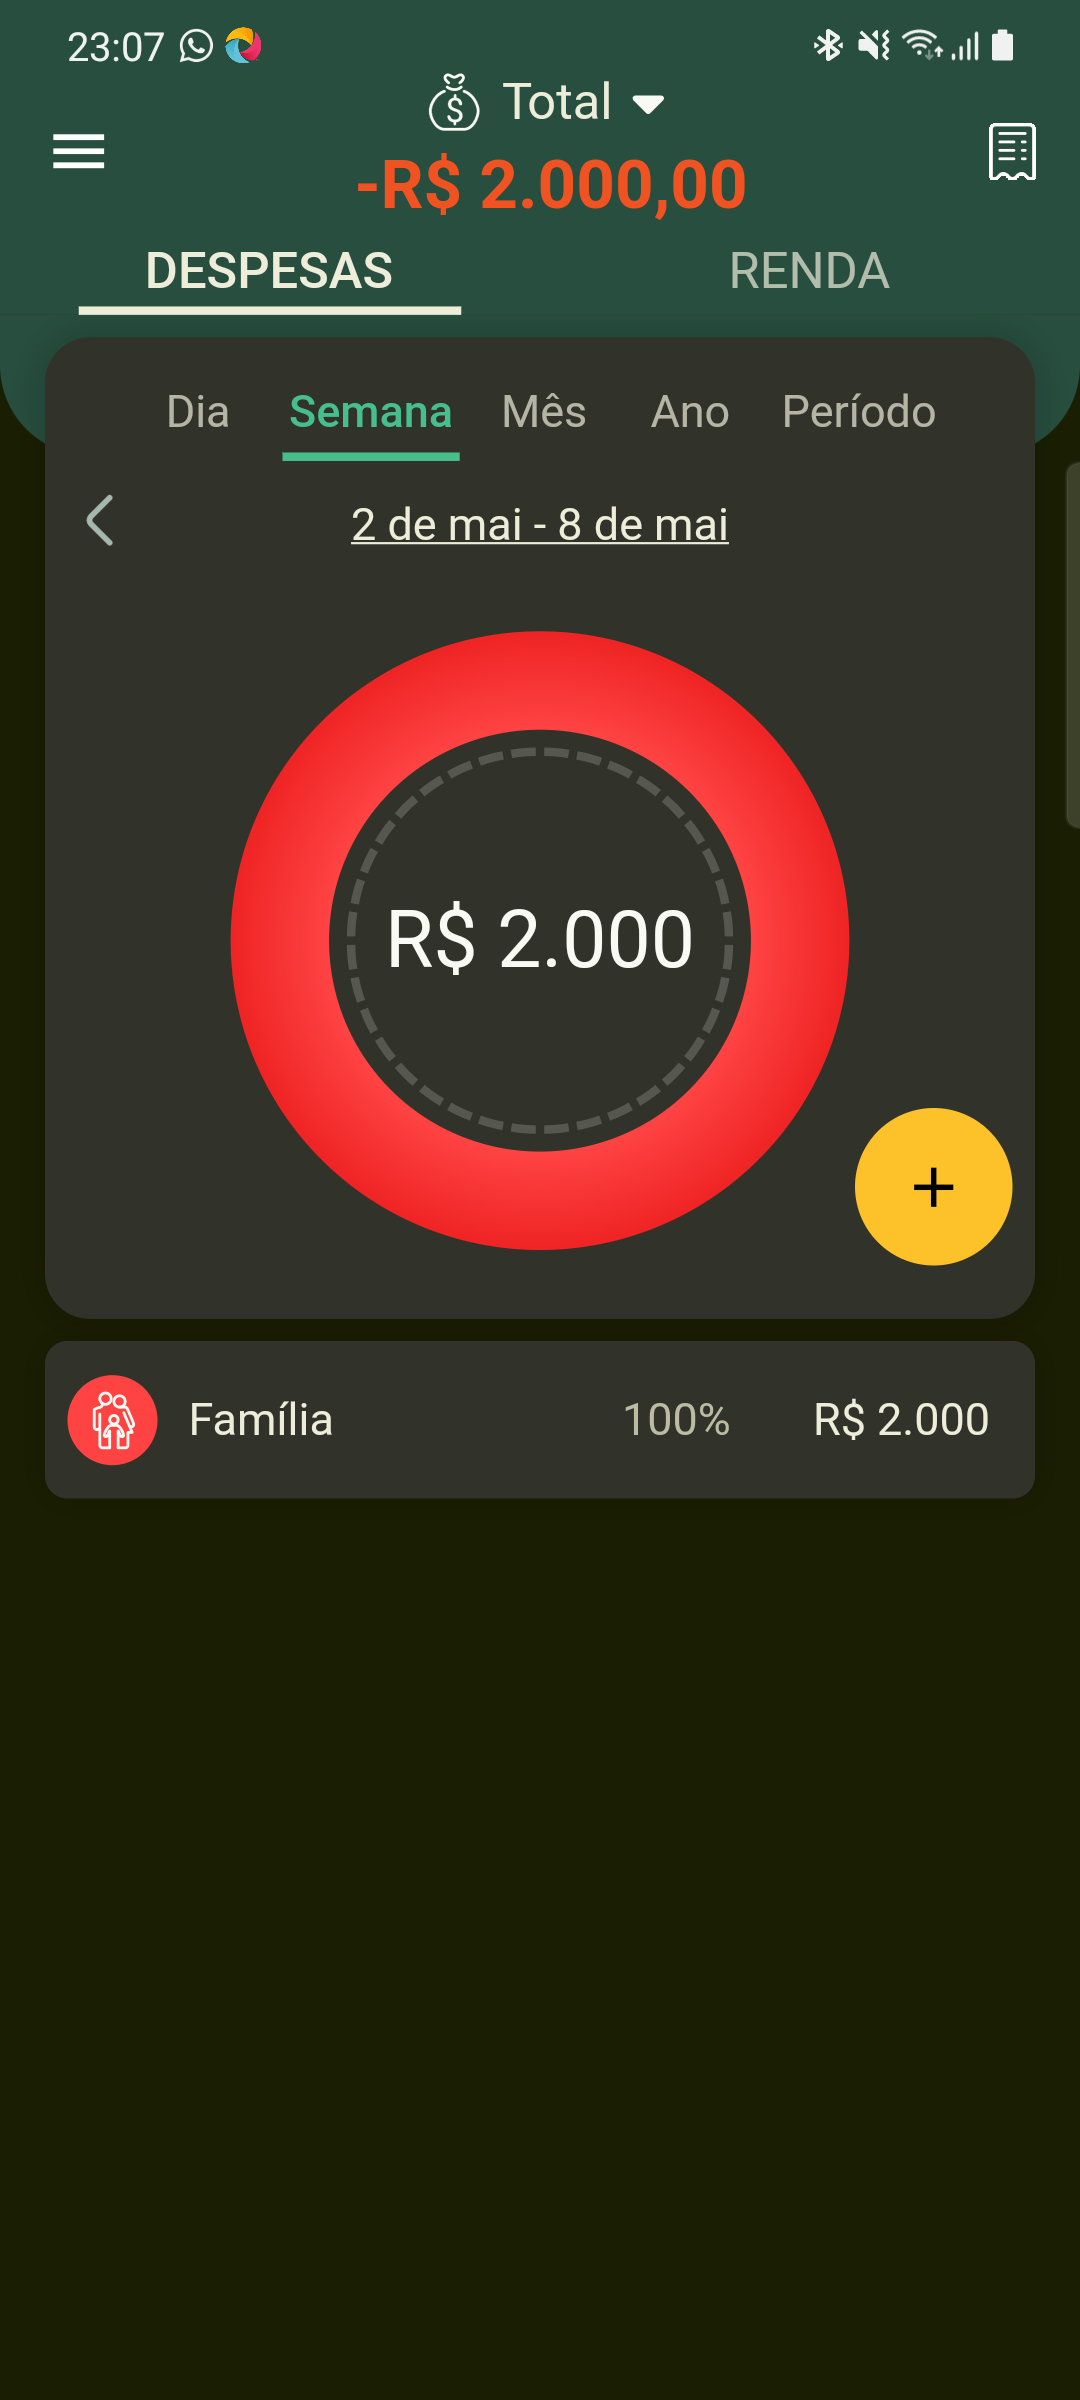 23:07
Total
-R$ 2.000,00
DESPESAS RENDA
Dia Semana Mês Ano Período
2 de mai - 8 de mai
R$ 2.000
+
Família 100% R$ 2.000